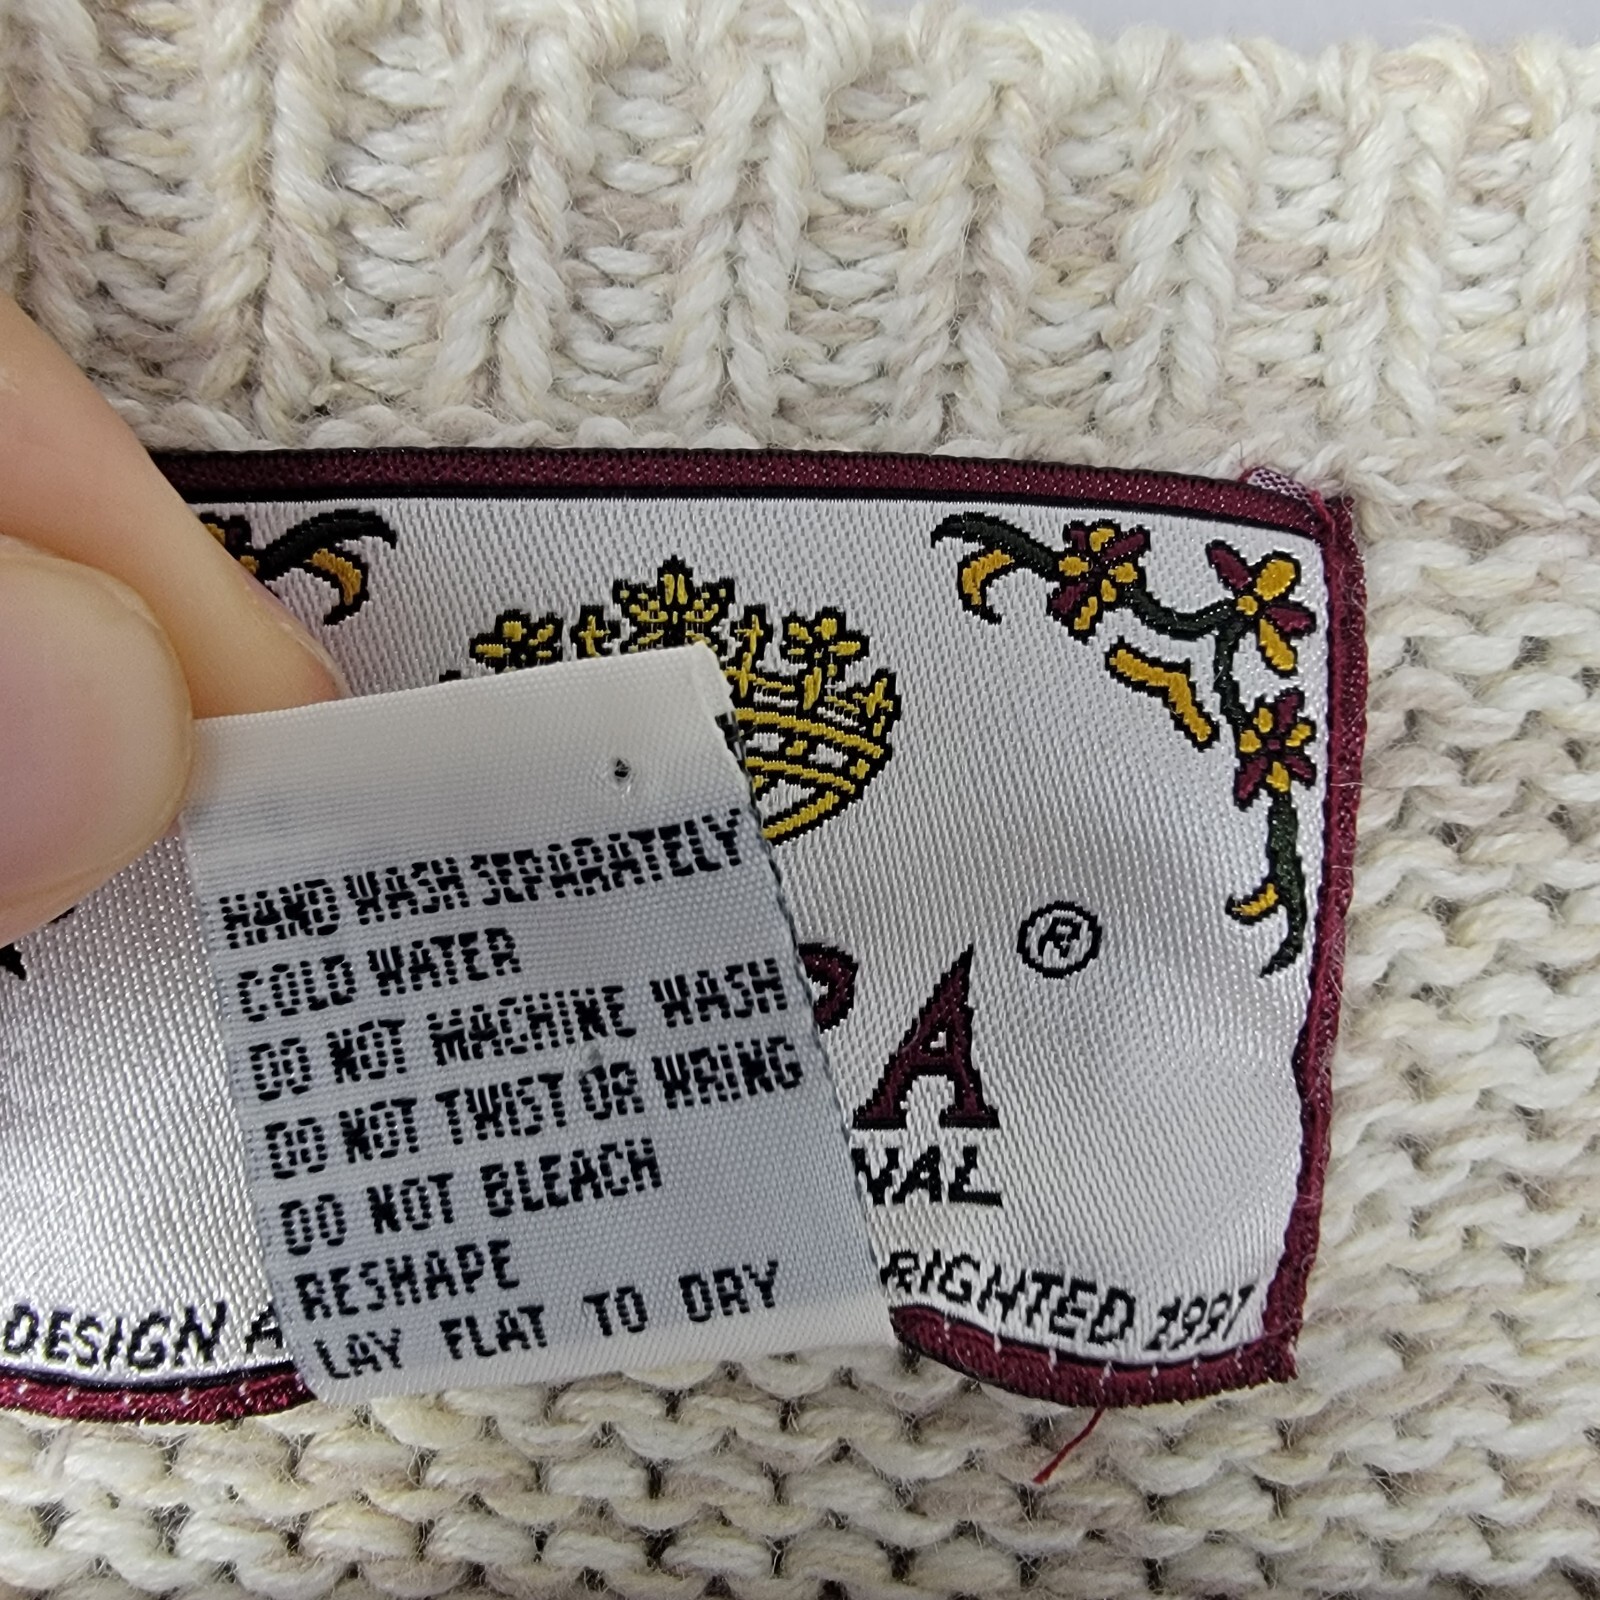 HAND WASH SEPARATELY
COLD WATER
DO NOT MACHINE WASH
DO NOT TWIST OR WRING
DO NOT BLEACH
RESHAPE
LAY FLAT TO DRY
PA ®
NAL
DESIGN A
RIGHTED 1997